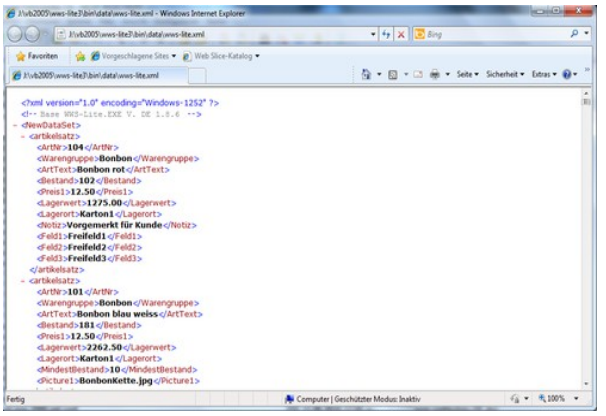 J:\vb2005\wws-lite3\bin\data\wws-lite.xml - Windows Internet Explorer
J:\vb2005\wws-lite3\bin\data\wws-lite.xml
Bing
Favoriten Vorgeschlagene Sites Web Slice-Katalog
J:\vb2005\wws-lite3\bin\data\wws-lite.xml Seite Sicherheit Extras
<?xml version="1.0" encoding="Windows-1252" ?>
<!-- Base WWS-Lite.EXE V. DE 1.8.6 -->
- <NewDataSet>
- <artikelsatz>
<ArtNr>104</ArtNr>
<Warengruppe>Bonbon</Warengruppe>
<ArtText>Bonbon rot</ArtText>
<Bestand>102</Bestand>
<Preis1>12.50</Preis1>
<Lagerwert>1275.00</Lagerwert>
<Lagerort>Karton1</Lagerort>
<Notiz>Vorgemerkt für Kunde</Notiz>
<Feld1>Freifeld1</Feld1>
<Feld2>Freifeld2</Feld2>
<Feld3>Freifeld3</Feld3>
</artikelsatz>
- <artikelsatz>
<ArtNr>101</ArtNr>
<Warengruppe>Bonbon</Warengruppe>
<ArtText>Bonbon blau weiss</ArtText>
<Bestand>181</Bestand>
<Preis1>12.50</Preis1>
<Lagerwert>2262.50</Lagerwert>
<Lagerort>Karton1</Lagerort>
<MindestBestand>10</MindestBestand>
<Picture1>BonbonKette.jpg</Picture1>
Fertig Computer | Geschützter Modus: Inaktiv 100%